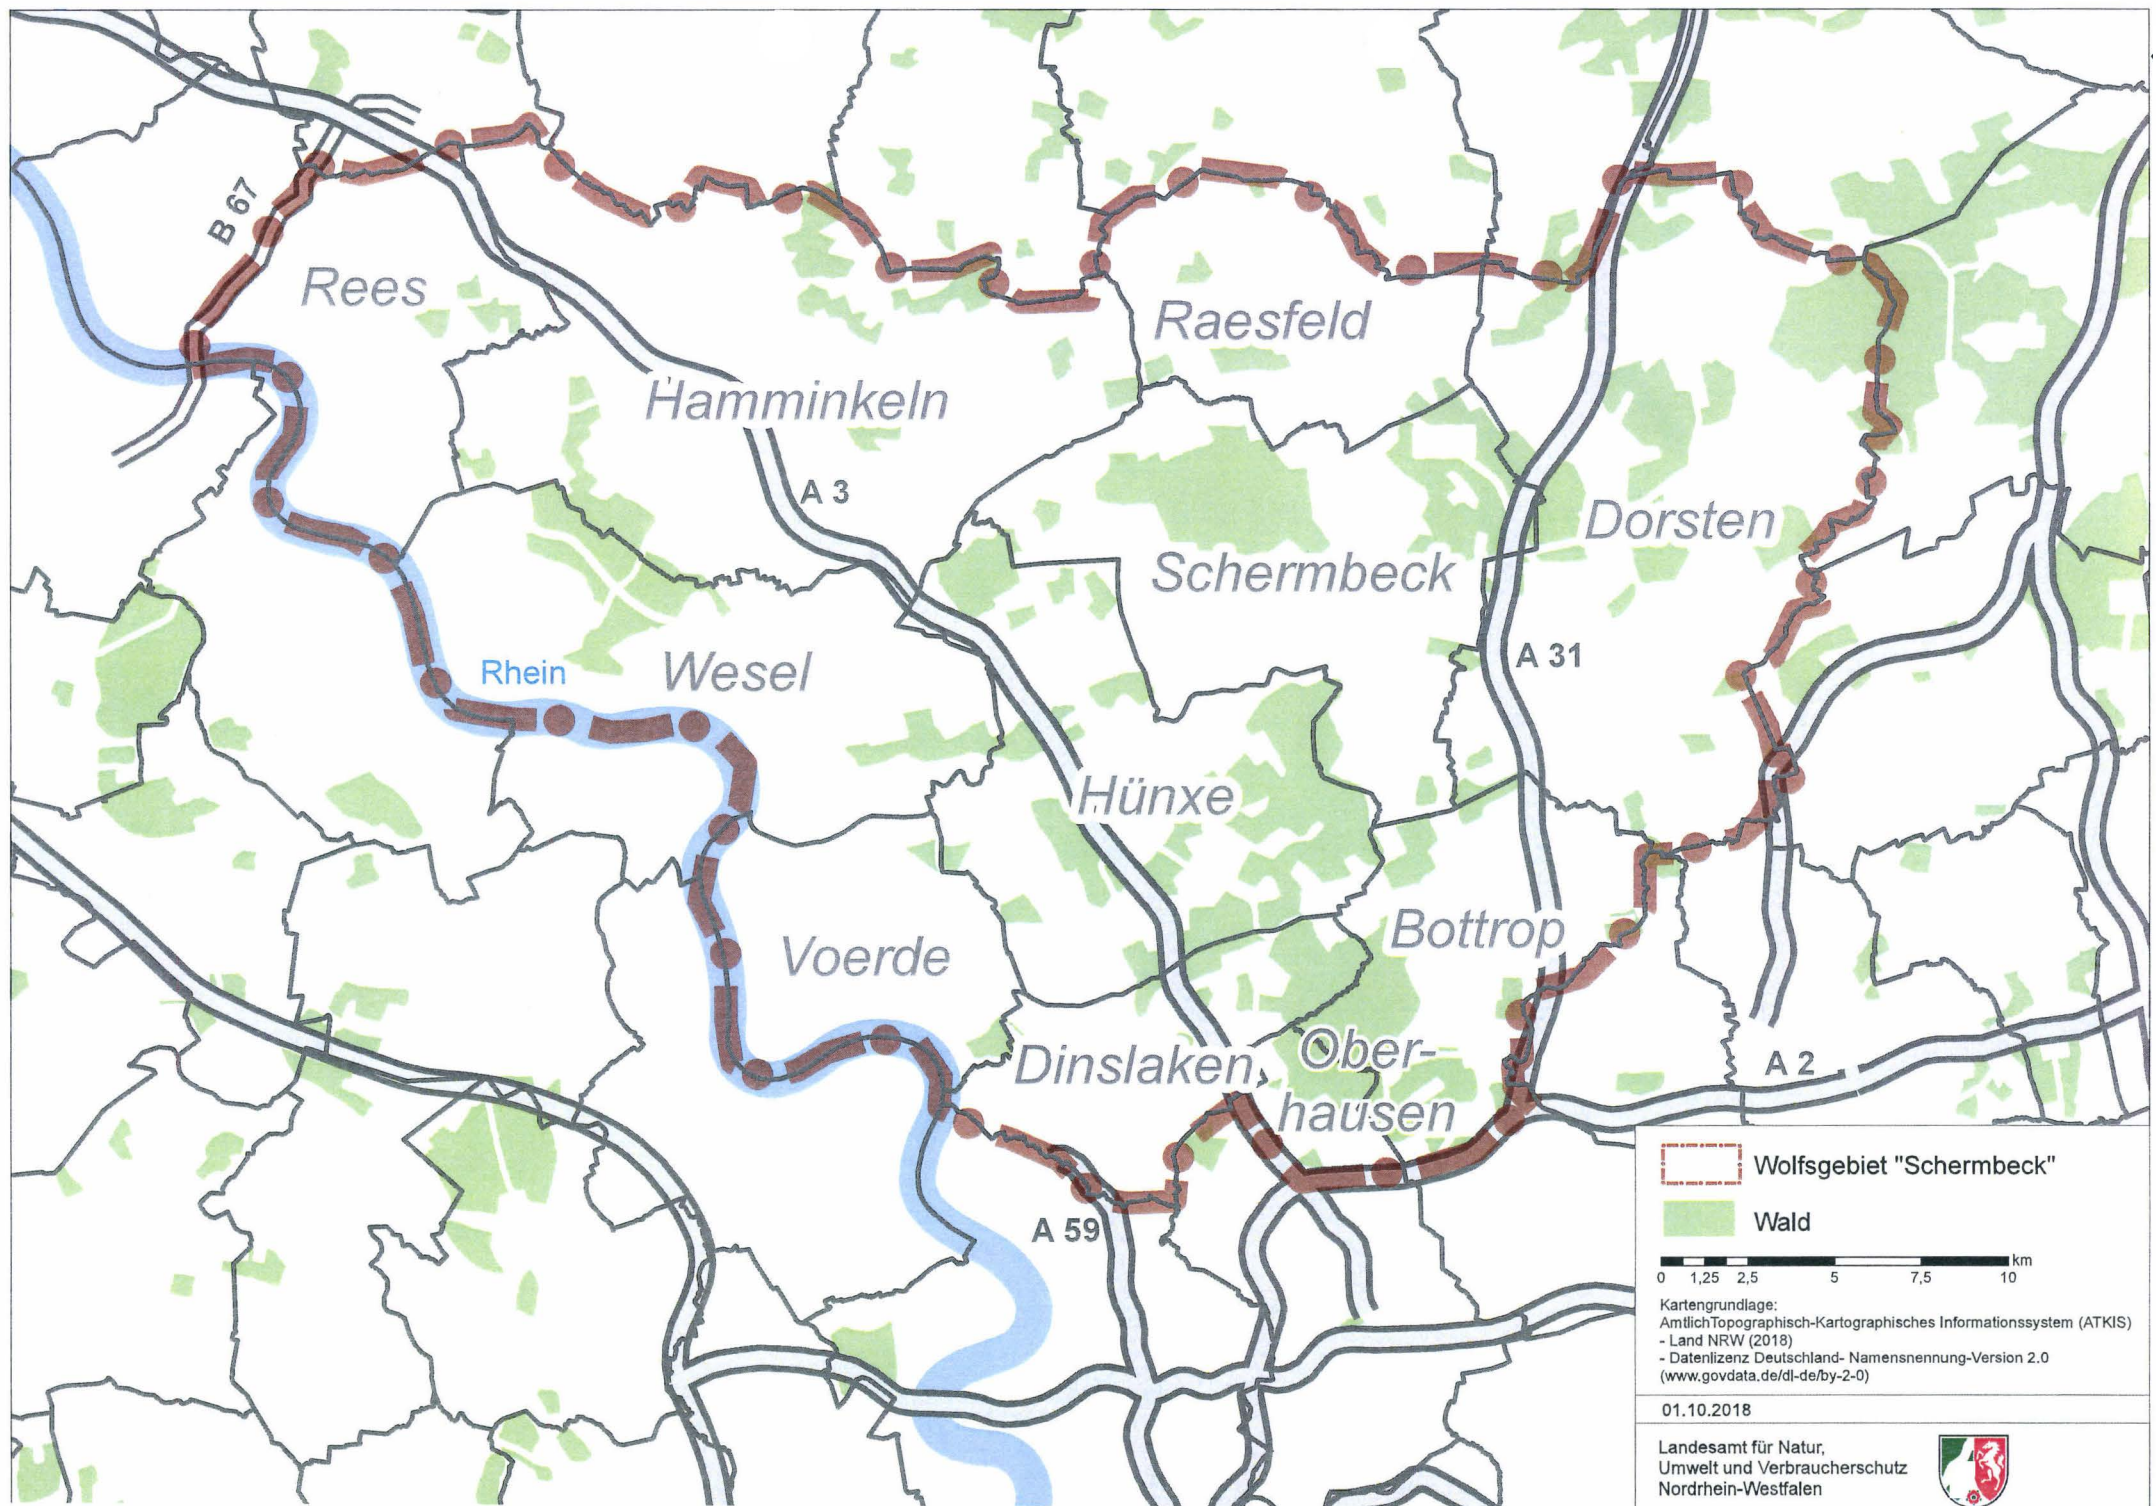 B 67
Rees
Raesfeld
Hamminkeln
A 3
Dorsten
Schermbeck
A 31
Rhein
Wesel
Hünxe
Bottrop
Voerde
Dinslaken
Ober-
hausen
A 2
A 59
Wolfsgebiet "Schermbeck"
Wald
km
0 1,25 2,5 5 7,5 10
Kartengrundlage:
AmtlichTopographisch-Kartographisches Informationssystem (ATKIS)
- Land NRW (2018)
- Datenlizenz Deutschland- Namensnennung-Version 2.0
(www.govdata.de/dl-de/by-2-0)
01.10.2018
Landesamt für Natur,
Umwelt und Verbraucherschutz
Nordrhein-Westfalen